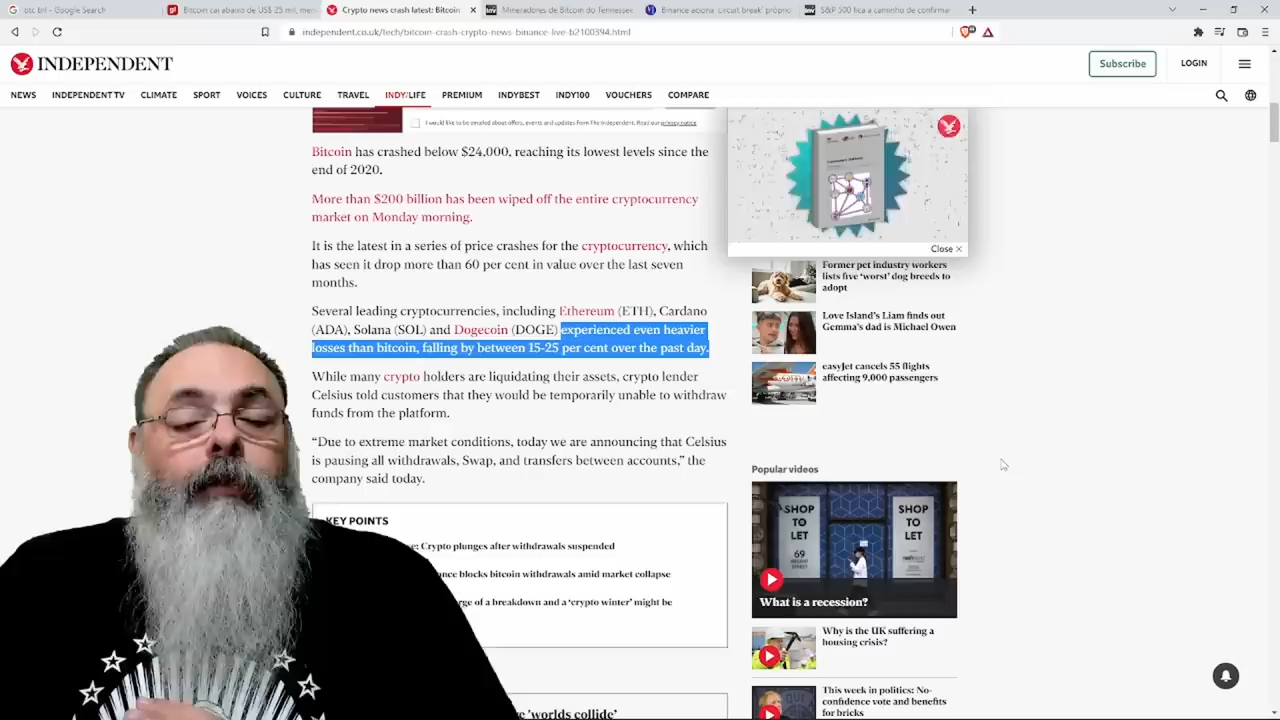 btc brl - Google Search
Bitcoin cai abaixo de US$ 25 mil, men
Crypto news crash latest: Bitcoin
Mineradores de Bitcoin do Tennessee
Binance aciona 'circuit break' própric
S&P 500 fica a caminho de confirmar
independent.co.uk/tech/bitcoin-crash-crypto-news-binance-live-b2100394.html
INDEPENDENT
Subscribe
LOGIN
NEWS INDEPENDENT TV CLIMATE SPORT VOICES CULTURE TRAVEL INDY/LIFE PREMIUM INDYBEST INDY100 VOUCHERS COMPARE
I would like to be emailed about offers, events and updates from The Independent. Read our privacy notice
Bitcoin has crashed below $24,000, reaching its lowest levels since the
end of 2020.
More than $200 billion has been wiped off the entire cryptocurrency
market on Monday morning.
It is the latest in a series of price crashes for the cryptocurrency, which
has seen it drop more than 60 per cent in value over the last seven
months.
Several leading cryptocurrencies, including Ethereum (ETH), Cardano
(ADA), Solana (SOL) and Dogecoin (DOGE) experienced even heavier
losses than bitcoin, falling by between 15-25 per cent over the past day.
While many crypto holders are liquidating their assets, crypto lender
Celsius told customers that they would be temporarily unable to withdraw
funds from the platform.
“Due to extreme market conditions, today we are announcing that Celsius
is pausing all withdrawals, Swap, and transfers between accounts,” the
company said today.
KEY POINTS
e: Crypto plunges after withdrawals suspended
ance blocks bitcoin withdrawals amid market collapse
rge of a breakdown and a ‘crypto winter’ might be
e 'worlds collide’
Close ×
Former pet industry workers
lists five ‘worst’ dog breeds to
adopt
Love Island’s Liam finds out
Gemma’s dad is Michael Owen
easyJet cancels 55 flights
affecting 9,000 passengers
Popular videos
SHOP
TO
LET
69
SHOP
TO
LET
What is a recession?
Why is the UK suffering a
housing crisis?
This week in politics: No-
confidence vote and benefits
for bricks